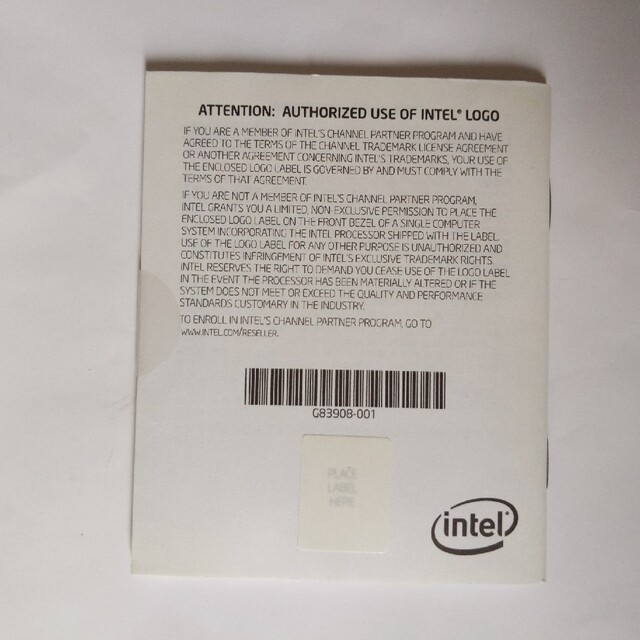 ATTENTION: AUTHORIZED USE OF INTEL® LOGO
IF YOU ARE A MEMBER OF INTEL'S CHANNEL PARTNER PROGRAM AND HAVE
AGREED TO THE TERMS OF THE CHANNEL TRADEMARK LICENSE AGREEMENT
OR ANOTHER AGREEMENT CONCERNING INTEL'S TRADEMARKS, YOUR USE OF
THE ENCLOSED LOGO LABEL IS GOVERNED BY AND MUST COMPLY WITH THE
TERMS OF THAT AGREEMENT.
IF YOU ARE NOT A MEMBER OF INTEL'S CHANNEL PARTNER PROGRAM,
INTEL GRANTS YOU A LIMITED, NON-EXCLUSIVE PERMISSION TO PLACE THE
ENCLOSED LOGO LABEL ON THE FRONT BEZEL OF A SINGLE COMPUTER
SYSTEM INCORPORATING THE INTEL PROCESSOR SHIPPED WITH THE LABEL.
USE OF THE LOGO LABEL FOR ANY OTHER PURPOSE IS UNAUTHORIZED AND
CONSTITUTES INFRINGEMENT OF INTEL'S EXCLUSIVE TRADEMARK RIGHTS.
INTEL RESERVES THE RIGHT TO DEMAND YOU CEASE USE OF THE LOGO LABEL
IN THE EVENT THE PROCESSOR HAS BEEN MATERIALLY ALTERED OR IF THE
SYSTEM DOES NOT MEET OR EXCEED THE QUALITY AND PERFORMANCE
STANDARDS CUSTOMARY IN THE INDUSTRY.
TO ENROLL IN INTEL'S CHANNEL PARTNER PROGRAM, GO TO
WWW.INTEL.COM/RESELLER.
G83908-001
PLACE
LABEL
HERE
intel